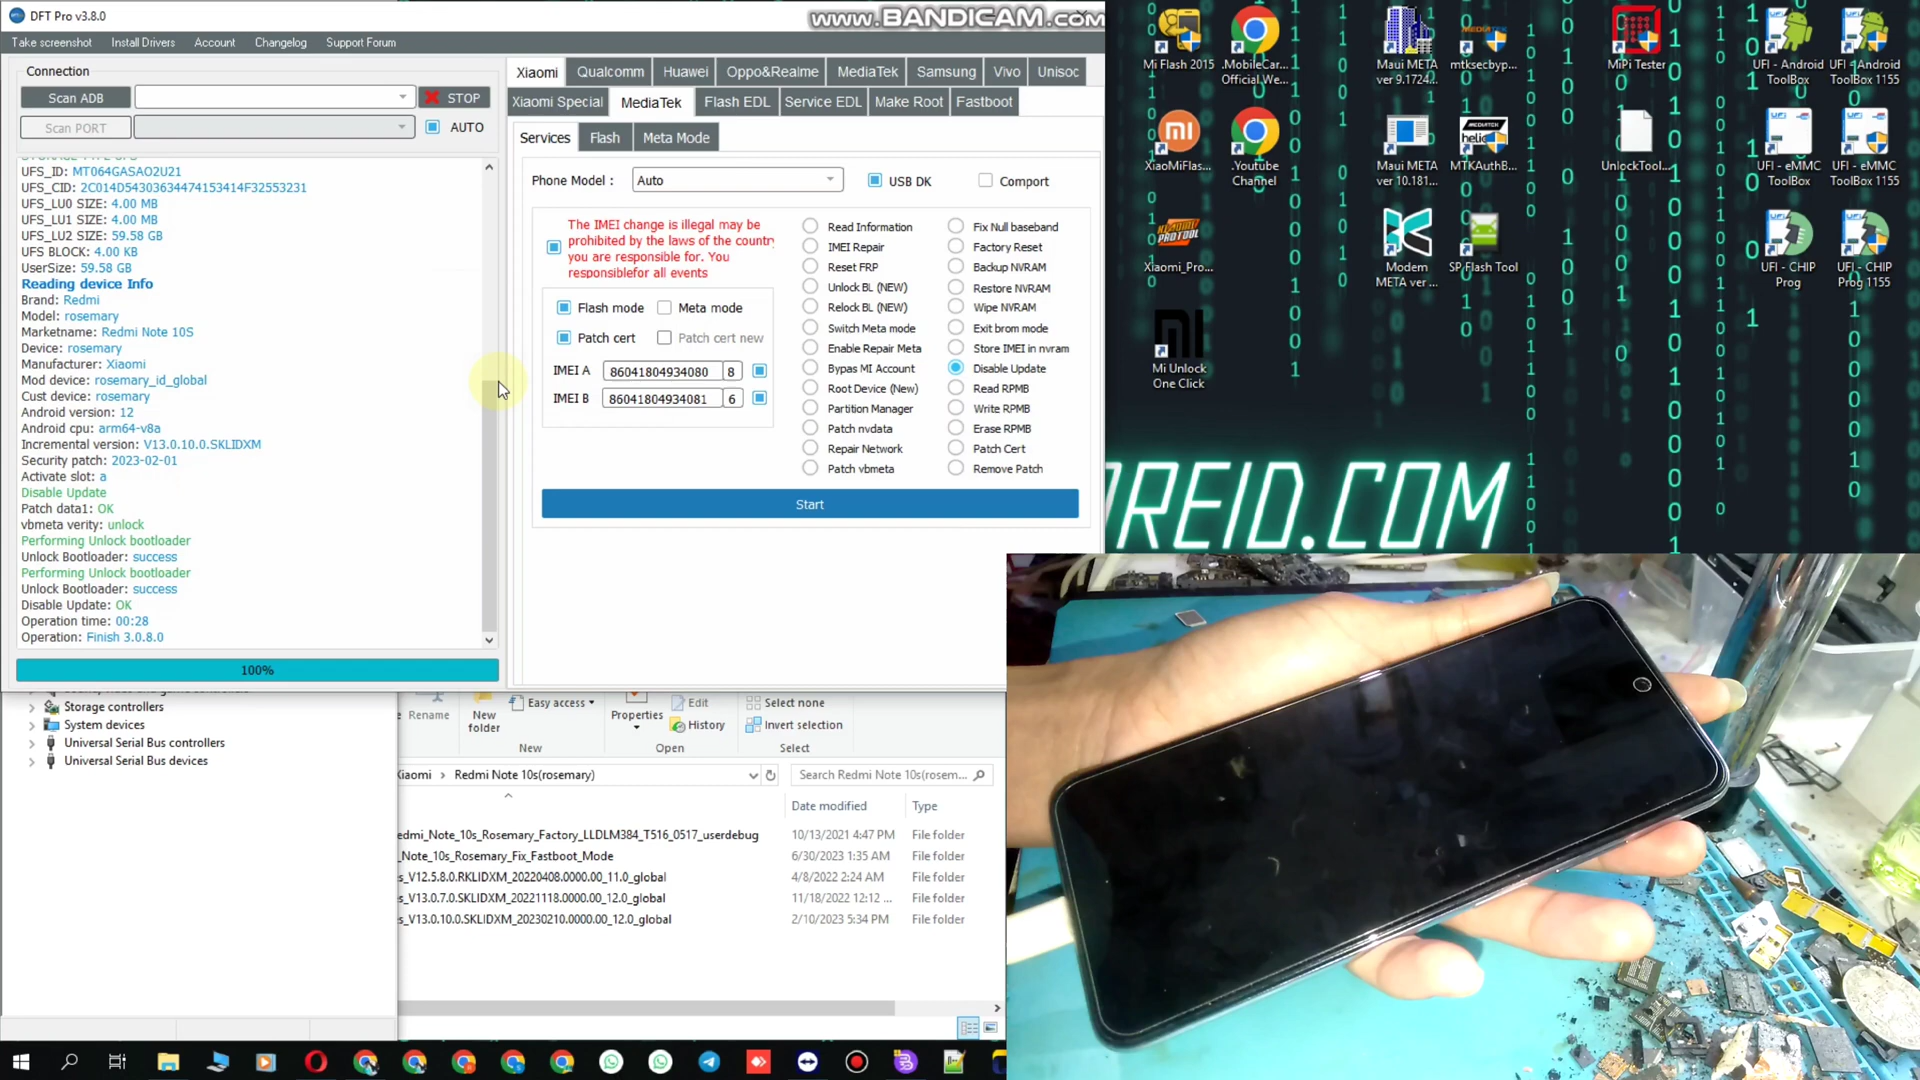 DFT Pro v3.8.0
www.BANDICAM.com
Take screenshot
Install Drivers
Account
Changelog
Support Forum
Connection
Scan ADB
STOP
Scan PORT
AUTO
UFS_ID: MT064GASAO2U21
UFS_CID: 2C014D54303634474153414F32553231
UFS_LU0 SIZE: 4.00 MB
UFS_LU1 SIZE: 4.00 MB
UFS_LU2 SIZE: 59.58 GB
UFS BLOCK: 4.00 KB
UserSize: 59.58 GB
Reading device Info
Brand: Redmi
Model: rosemary
Marketname: Redmi Note 10S
Device: rosemary
Manufacturer: Xiaomi
Mod device: rosemary_id_global
Cust device: rosemary
Android version: 12
Android cpu: arm64-v8a
Incremental version: V13.0.10.0.SKLIDXM
Security patch: 2023-02-01
Activate slot: a
Disable Update
Patch data1: OK
vbmeta verity: unlock
Performing Unlock bootloader
Unlock Bootloader: success
Performing Unlock bootloader
Unlock Bootloader: success
Disable Update: OK
Operation time: 00:28
Operation: Finish 3.0.8.0
100%
Xiaomi
Qualcomm
Huawei
Oppo&Realme
MediaTek
Samsung
Vivo
Unisoc
Xiaomi Special
MediaTek
Flash EDL
Service EDL
Make Root
Fastboot
Services
Flash
Meta Mode
Phone Model :
Auto
USB DK
Comport
The IMEI change is illegal may be
prohibited by the laws of the country
you are responsible for. You
responsiblefor all events
Flash mode
Meta mode
Patch cert
Patch cert new
IMEI A
86041804934080
8
IMEI B
86041804934081
6
Read Information
IMEI Repair
Reset FRP
Unlock BL (NEW)
Relock BL (NEW)
Switch Meta mode
Enable Repair Meta
Bypas MI Account
Root Device (New)
Partition Manager
Patch nvdata
Repair Network
Patch vbmeta
Fix Null baseband
Factory Reset
Backup NVRAM
Restore NVRAM
Wipe NVRAM
Exit brom mode
Store IMEI in nvram
Disable Update
Read RPMB
Write RPMB
Erase RPMB
Patch Cert
Remove Patch
Start
Mi Flash 2015
.MobileCar...
Official We...
Maui META
ver 9.1724...
mtksecbyp...
MiPi Tester
UFI - Android
ToolBox
UFI - Android
ToolBox 1155
XiaoMiFlas...
.Youtube
Channel
Maui META
ver 10.181...
MTKAuthB...
UnlockTool...
UFI - eMMC
ToolBox
UFI - eMMC
ToolBox 1155
Xiaomi_Pro...
Modem
META ver ...
SP Flash Tool
UFI - CHIP
Prog
UFI - CHIP
Prog 1155
Mi Unlock
One Click
OREID.COM
Storage controllers
System devices
Universal Serial Bus controllers
Universal Serial Bus devices
Rename
New
folder
Easy access
New
Properties
Edit
History
Open
Select none
Invert selection
Select
Xiaomi › Redmi Note 10s(rosemary)
Search Redmi Note 10s(rosem...
Date modified
Type
edmi_Note_10s_Rosemary_Factory_LLDLM384_T516_0517_userdebug
10/13/2021 4:47 PM
File folder
_Note_10s_Rosemary_Fix_Fastboot_Mode
6/30/2023 1:35 AM
File folder
s_V12.5.8.0.RKLIDXM_20220408.0000.00_11.0_global
4/8/2022 2:24 AM
File folder
s_V13.0.7.0.SKLIDXM_20221118.0000.00_12.0_global
11/18/2022 12:12 ...
File folder
s_V13.0.10.0.SKLIDXM_20230210.0000.00_12.0_global
2/10/2023 5:34 PM
File folder